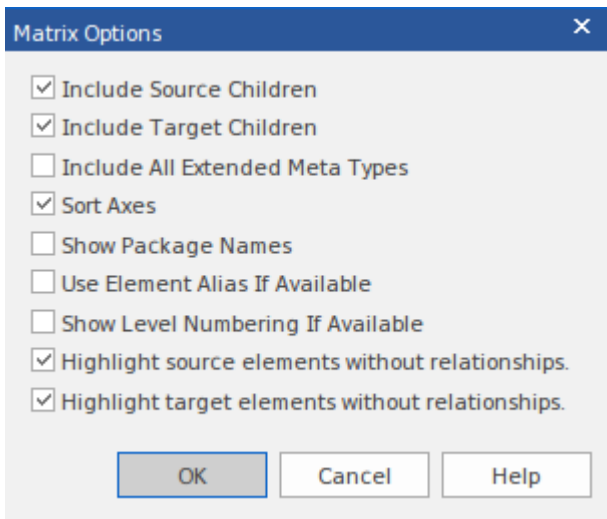 Matrix Options
Include Source Children
Include Target Children
Include All Extended Meta Types
Sort Axes
Show Package Names
Use Element Alias If Available
Show Level Numbering If Available
Highlight source elements without relationships.
Highlight target elements without relationships.
OK Cancel Help